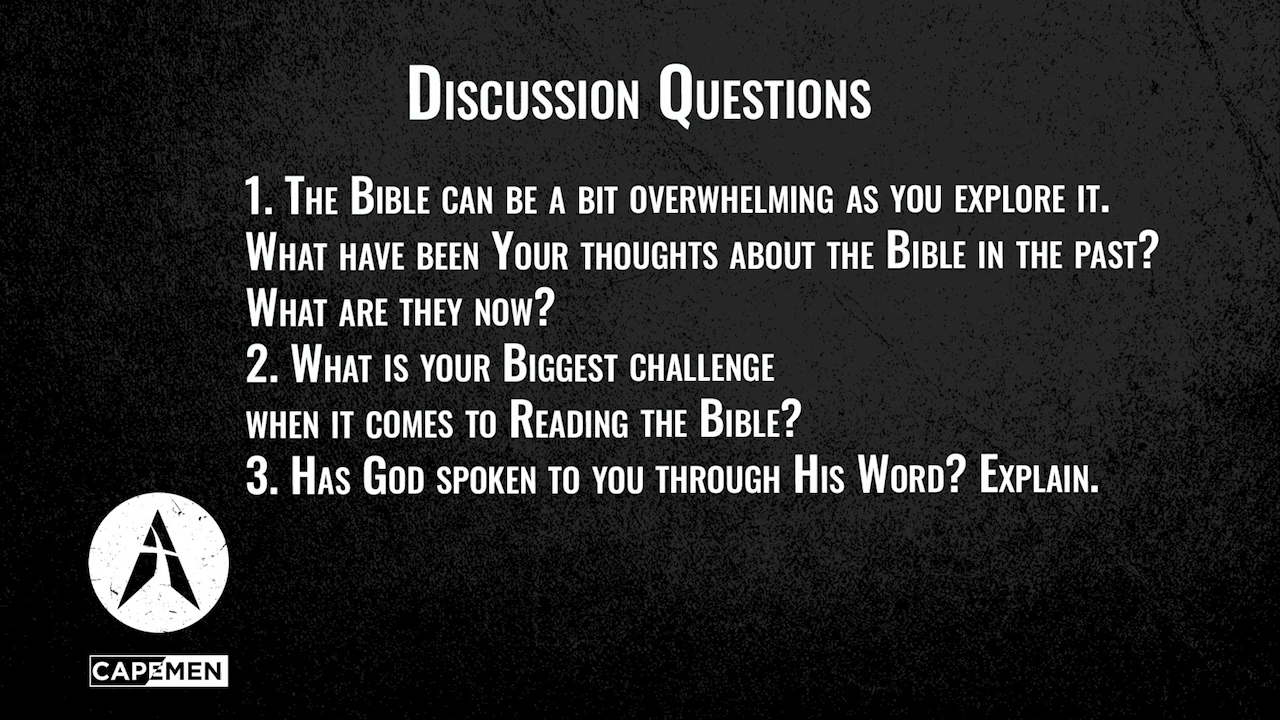 Discussion Questions
1. The Bible can be a bit overwhelming as you explore it.
What have been Your thoughts about the Bible in the past?
What are they now?
2. What is your Biggest challenge
when it comes to Reading the Bible?
3. Has God spoken to you through His Word? Explain.
CAPEMEN